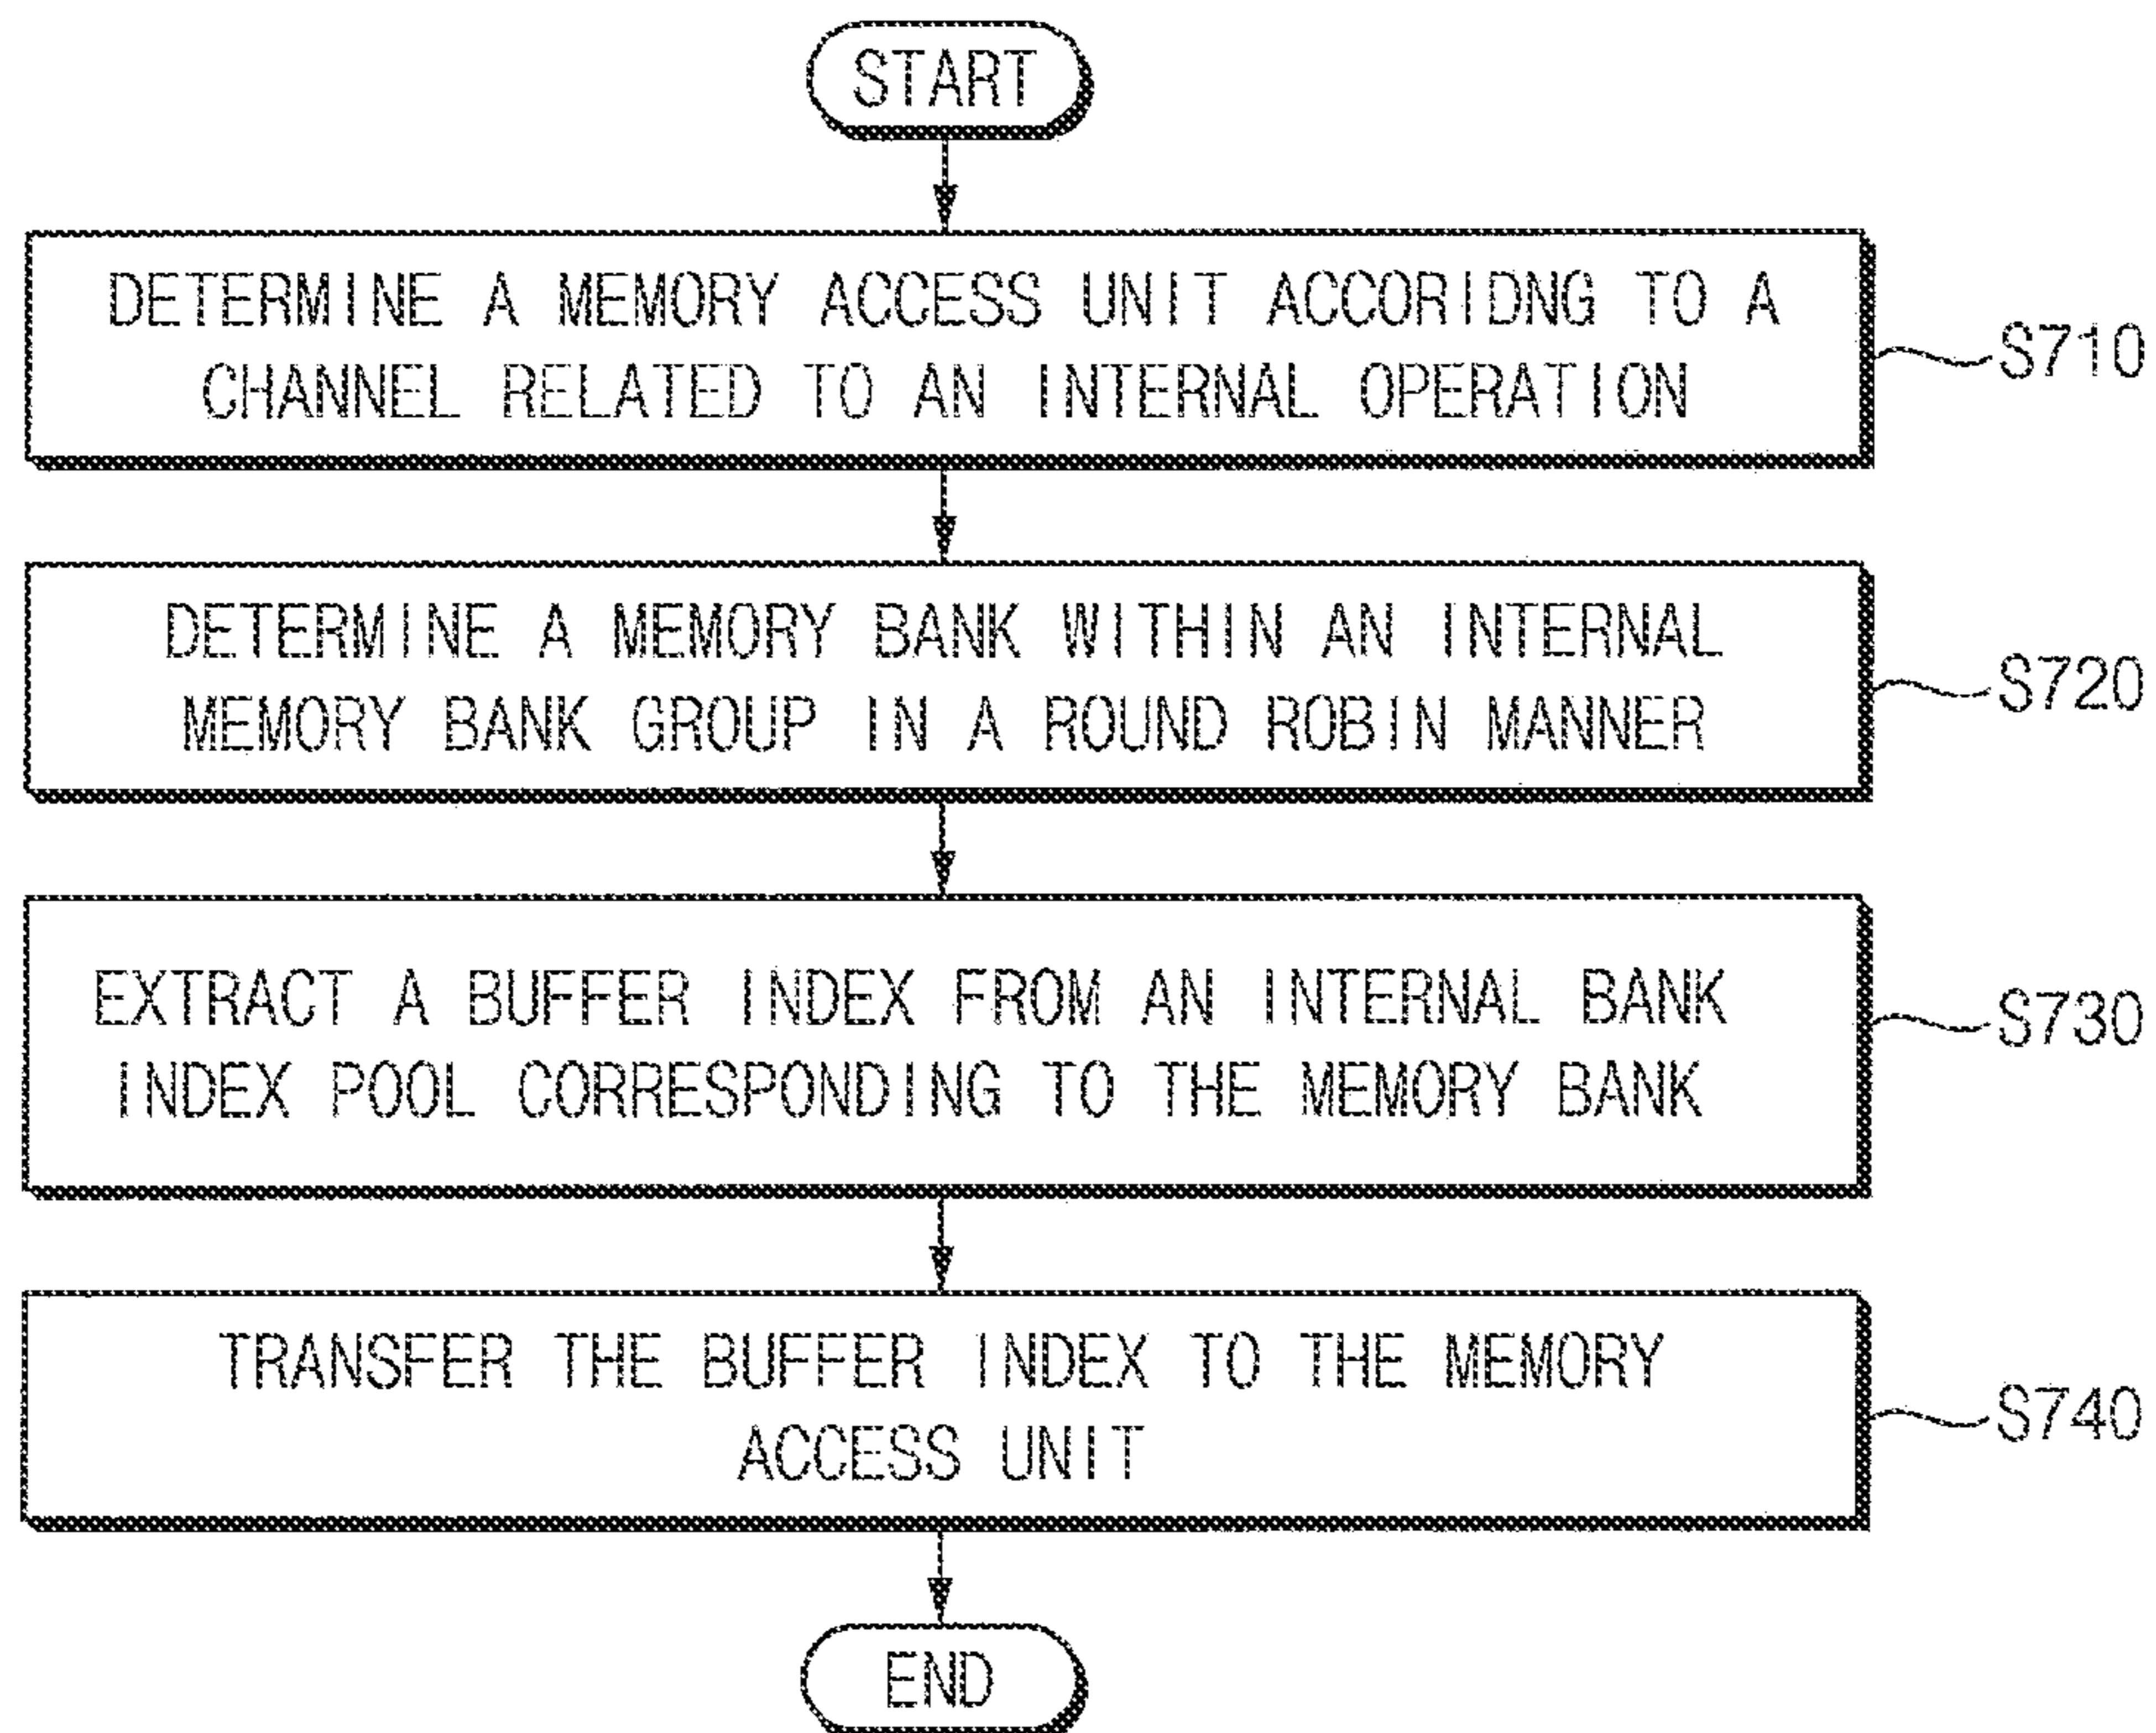 START
DETERMINE A MEMORY ACCESS UNIT ACCORIDNG TO A
CHANNEL RELATED TO AN INTERNAL OPERATION
S710
DETERMINE A MEMORY BANK WITHIN AN INTERNAL
MEMORY BANK GROUP IN A ROUND ROBIN MANNER
S720
EXTRACT A BUFFER INDEX FROM AN INTERNAL BANK
INDEX POOL CORRESPONDING TO THE MEMORY BANK
S730
TRANSFER THE BUFFER INDEX TO THE MEMORY
ACCESS UNIT
S740
END